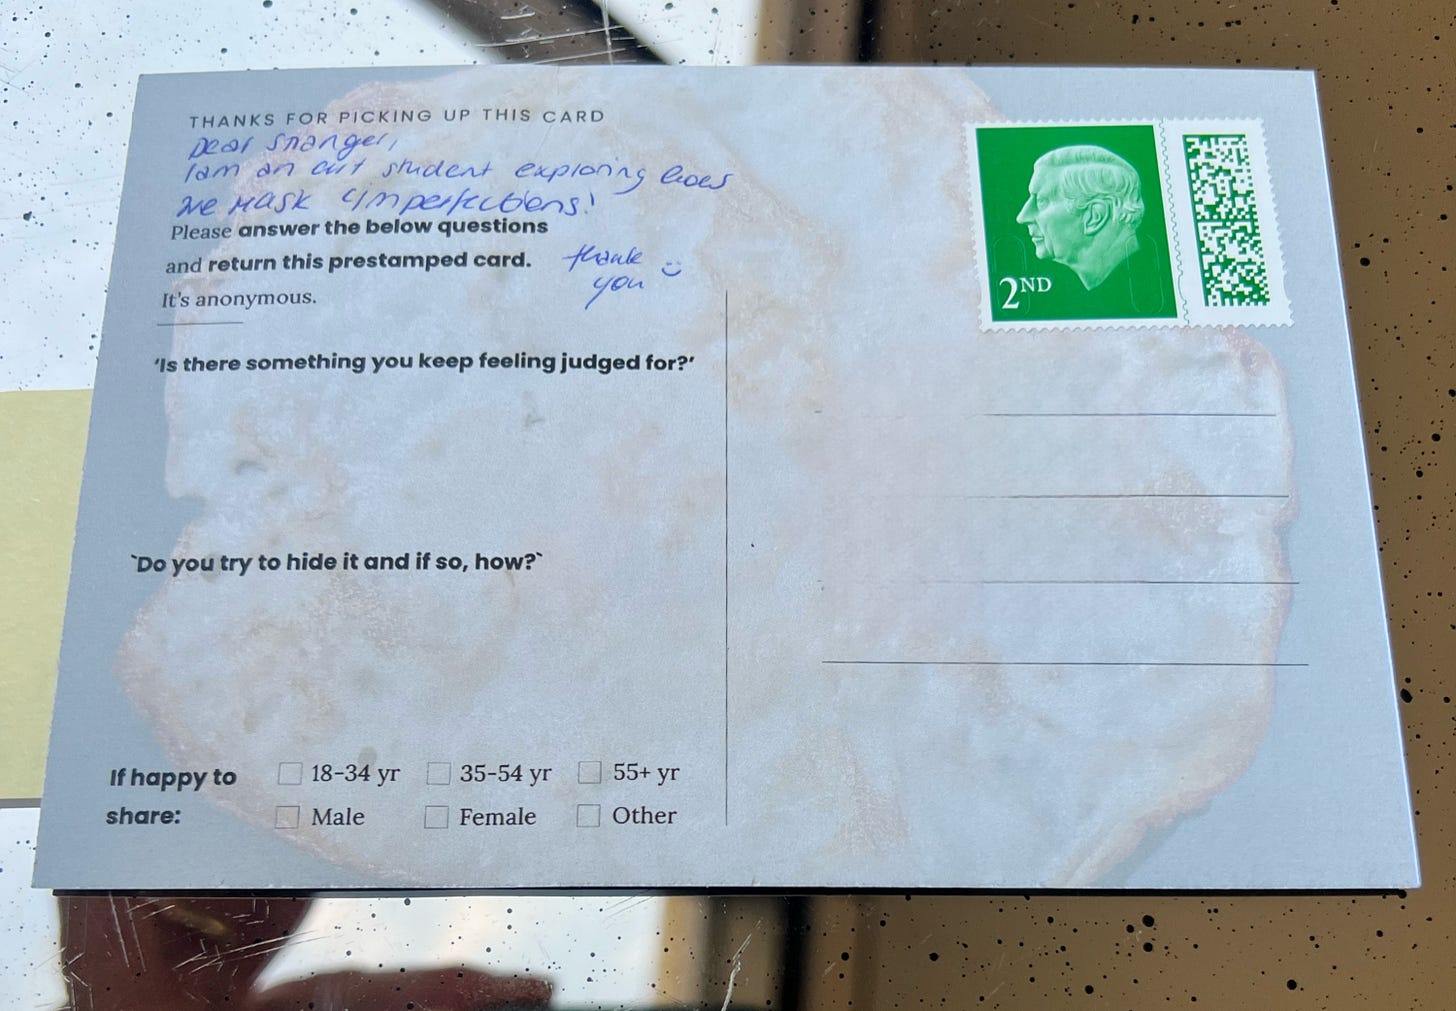 THANKS FOR PICKING UP THIS CARD
Dear Stranger,
I am an art student exploring how
we mask "imperfections!
Please answer the below questions
and return this prestamped card.
thank
you :)
It's anonymous.
2ND
'Is there something you keep feeling judged for?'
`Do you try to hide it and if so, how?`
If happy to
share:
18-34 yr 35-54 yr 55+ yr
Male Female Other